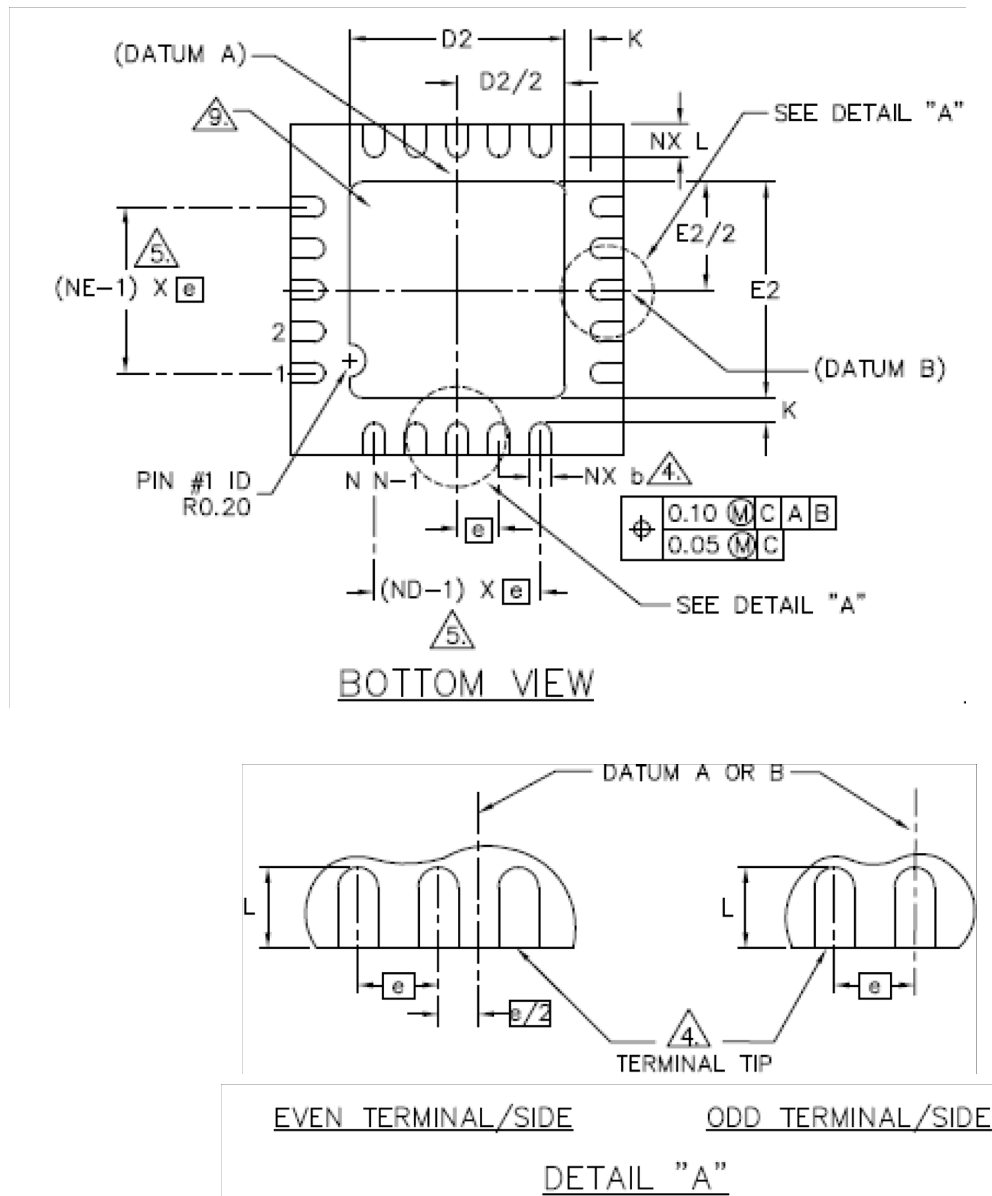 D2
K
(DATUM A)
D2/2
9.
SEE DETAIL "A"
NX L
E2/2
5.
(NE-1) X e
E2
2
1
(DATUM B)
K
PIN #1 ID
R0.20
N N-1
NX b 4.
0.10 Ⓜ C A B
0.05 Ⓜ C
e
(ND-1) X e
SEE DETAIL "A"
5.
BOTTOM VIEW
DATUM A OR B
L
L
e
e
e/2
4.
TERMINAL TIP
EVEN TERMINAL/SIDE
ODD TERMINAL/SIDE
DETAIL "A"